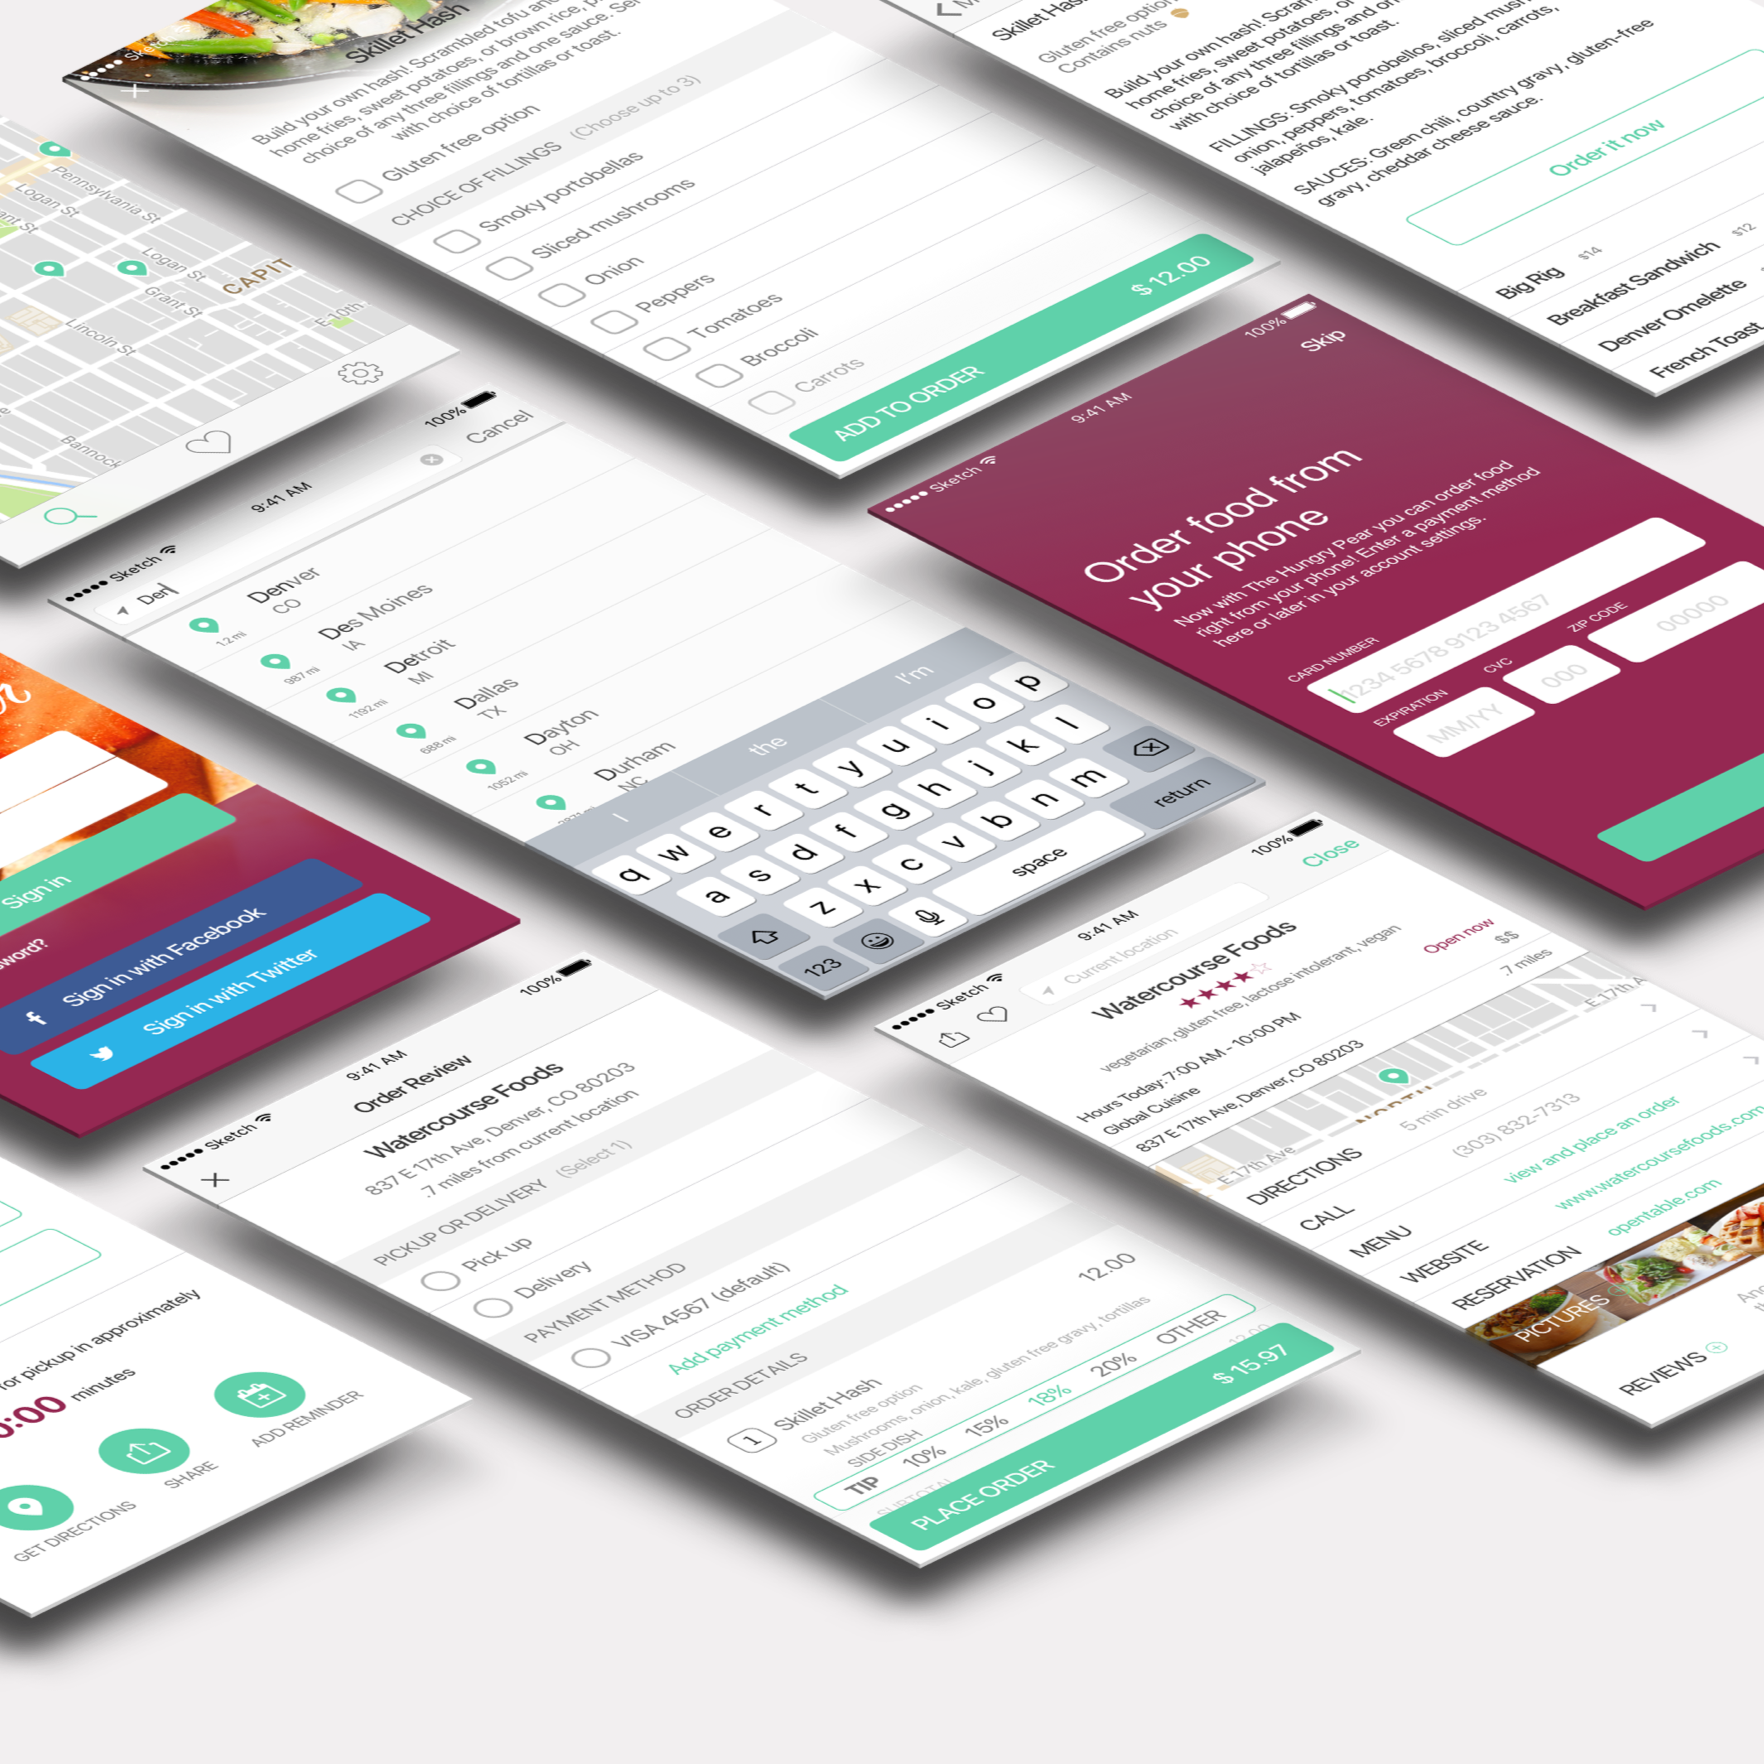 Skillet Hash
Build your own hash! Scrambled tofu
home fries, sweet potatoes, or brown rice,
choice of any three fillings and one sauce.
with choice of tortillas or toast.
Gluten free option
CHOICE OF FILLINGS (Choose up to 3)
Smoky portobellas
Sliced mushrooms
Onion
Peppers
Tomatoes
Broccoli
Carrots
ADD TO ORDER $12.00
Skillet
Gluten free option
Contains nuts
Build your own hash!
home fries, sweet potatoes,
choice of any three fillings and
with choice of tortillas or toast.
FILLINGS: Smoky portobellos, sliced
onion, peppers, tomatoes, broccoli, carrots,
jalapeños, kale.
SAUCES: Green chili, country gravy, gluten-free
gravy, cheddar cheese sauce.
Order it now
Big Rig $14
Breakfast Sandwich $12
Denver Omelette
French Toast
Pennsylvania St
Logan St
Logan St
Grant St
CAPIT
E 10th
Lincoln St
Bannock
Sketch 9:41 AM 100%
Den
Cancel
Denver
CO
1.2 mi
Des Moines
IA
987 mi
Detroit
MI
1192 mi
Dallas
TX
688 mi
Dayton
OH
1052 mi
Durham
NC
I the I'm
q w e r t y u i o p
a s d f g h j k l
z x c v b n m
123 space return
Sketch 9:41 AM 100%
Skip
Order food from
your phone
Now with The Hungry Pear you can order food
right from your phone! Enter a payment method
here or later in your account settings.
CARD NUMBER
1234 5678 9123 4567
EXPIRATION CVC ZIP CODE
MM/YY 000 00000
Sign in
Sign in with Facebook
Sign in with Twitter
Sketch 9:41 AM 100%
Order Review
Watercourse Foods
837 E 17th Ave, Denver, CO 80203
.7 miles from current location
PICKUP OR DELIVERY (Select 1)
Pick up
Delivery
PAYMENT METHOD
VISA 4567 (default)
Add payment method
ORDER DETAILS
1 Skillet Hash 12.00
Gluten free option
Mushrooms, onion, kale, gluten free gravy, tortillas
SIDE DISH 12.00
TIP 10% 15% 18% 20% OTHER
SUBTOTAL
PLACE ORDER $15.97
Sketch 9:41 AM 100%
Current location
Close
Watercourse Foods
vegetarian, gluten free, lactose intolerant, vegan
Open now
Hours Today: 7:00 AM - 10:00 PM
$$
Global Cuisine
837 E 17th Ave, Denver, CO 80203 .7 miles
E 17th Ave
E 17th A
DIRECTIONS 5 min drive
CALL (303) 832-7313
MENU view and place an order
WEBSITE www.watercoursefoods.com
RESERVATION opentable.com
PICTURES
REVIEWS
for pickup in approximately
:00 minutes
GET DIRECTIONS
SHARE
ADD REMINDER